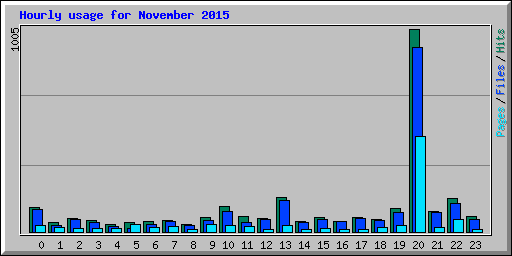 Hourly usage for November 2015
1005
Pages / Files / Hits
0 1 2 3 4 5 6 7 8 9 10 11 12 13 14 15 16 17 18 19 20 21 22 23